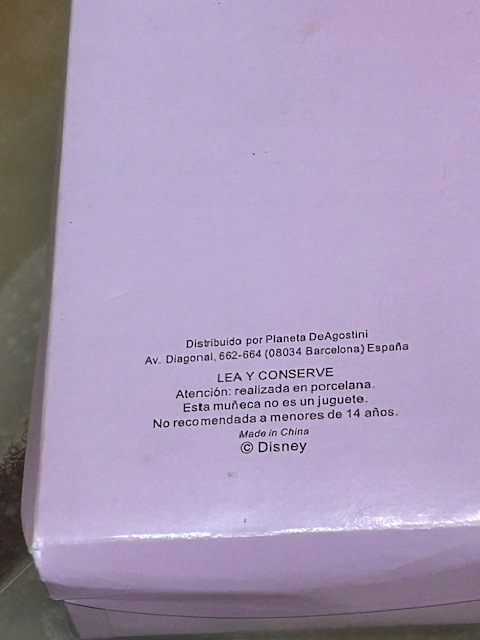 Distribuido por Planeta DeAgostini
Av. Diagonal, 662-664 (08034 Barcelona) España
LEA Y CONSERVE
Atención: realizada en porcelana.
Esta muñeca no es un juguete.
No recomendada a menores de 14 años.
Made in China
© Disney